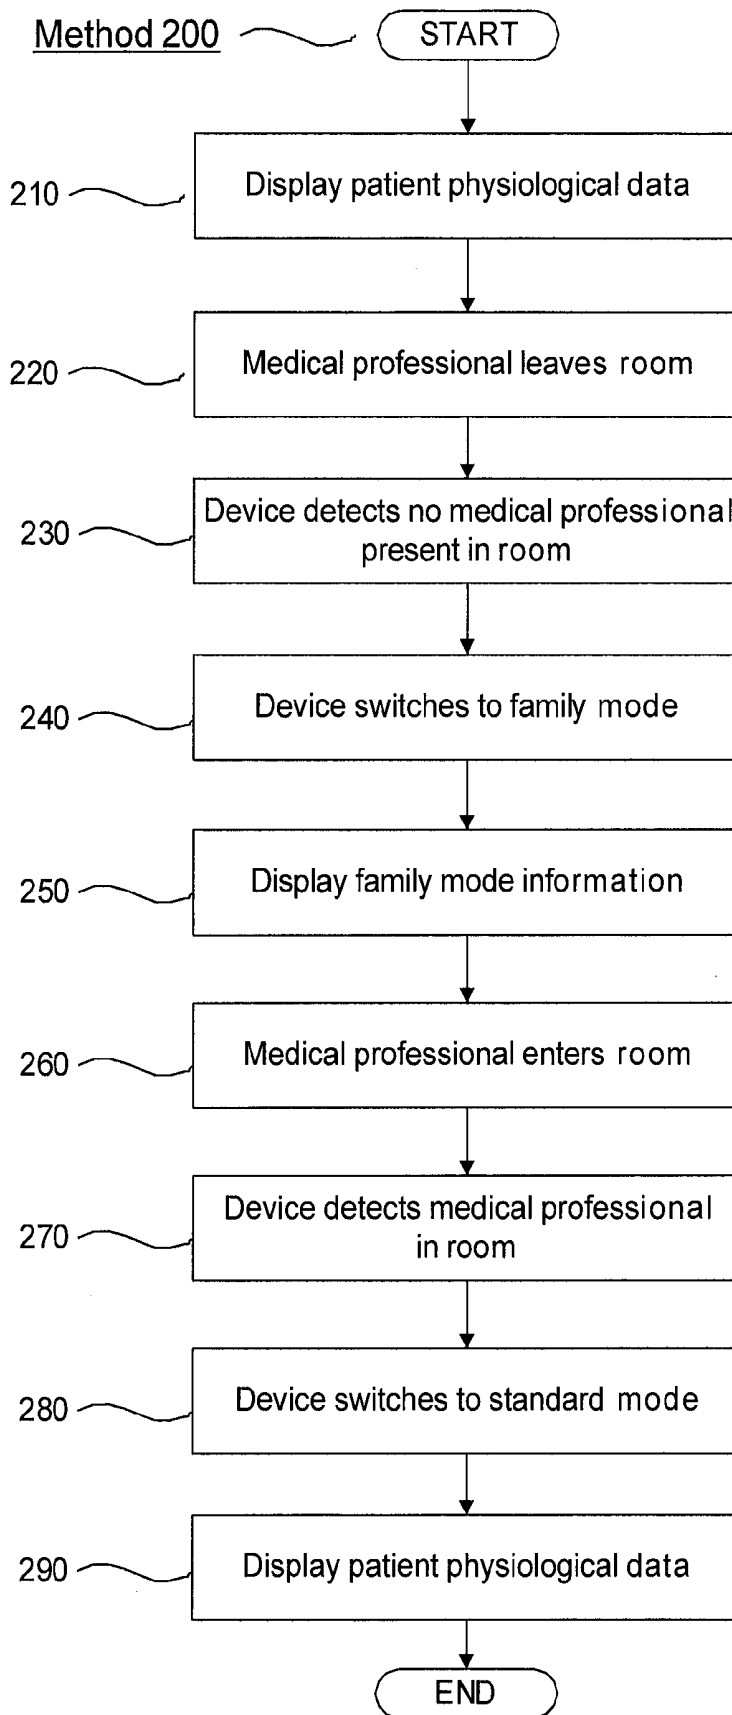 Method 200
START
210
Display patient physiological data
220
Medical professional leaves room
230
Device detects no medical professional
present in room
240
Device switches to family mode
250
Display family mode information
260
Medical professional enters room
270
Device detects medical professional
in room
280
Device switches to standard mode
290
Display patient physiological data
END